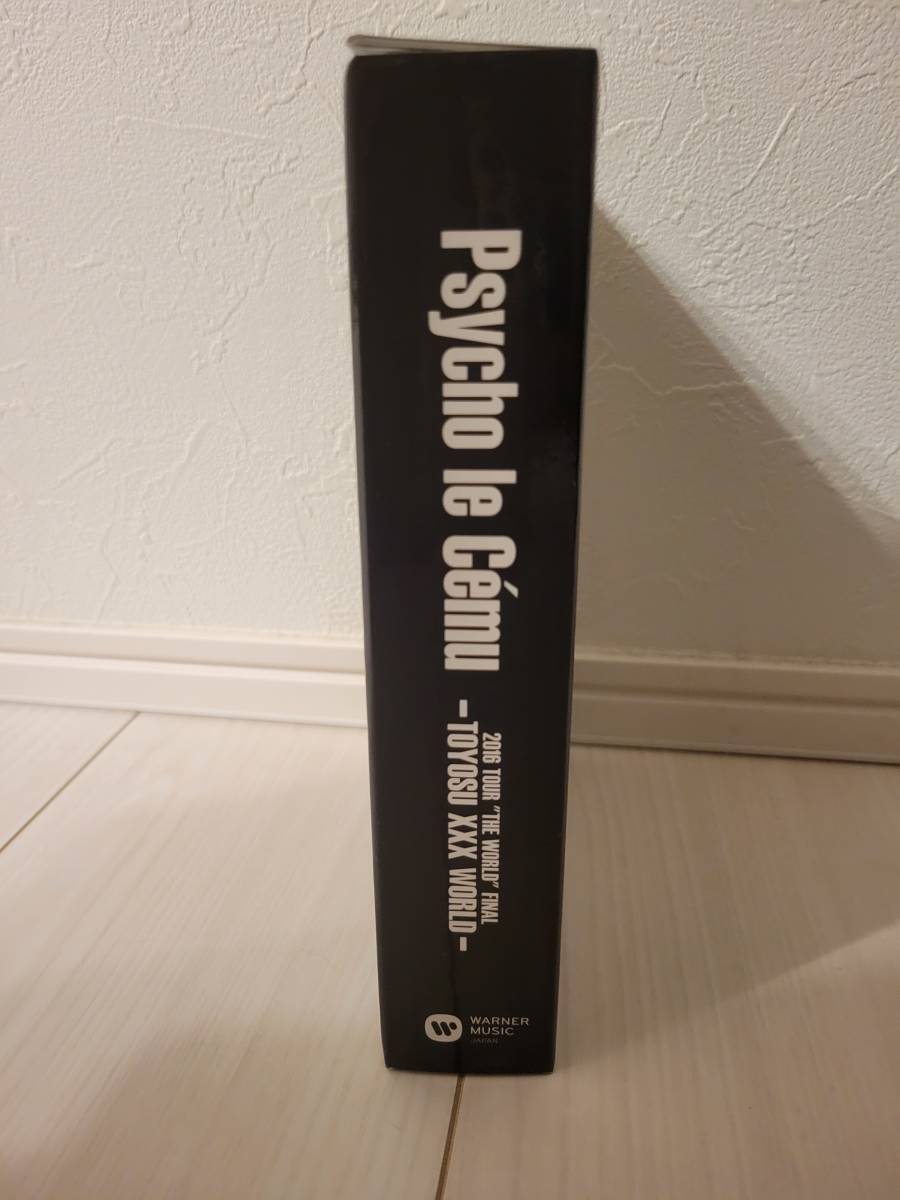 Psycho le Cému
2016 TOUR "THE WORLD" FINAL
–TOYOSU XXX WORLD–
WARNER
MUSIC
JAPAN